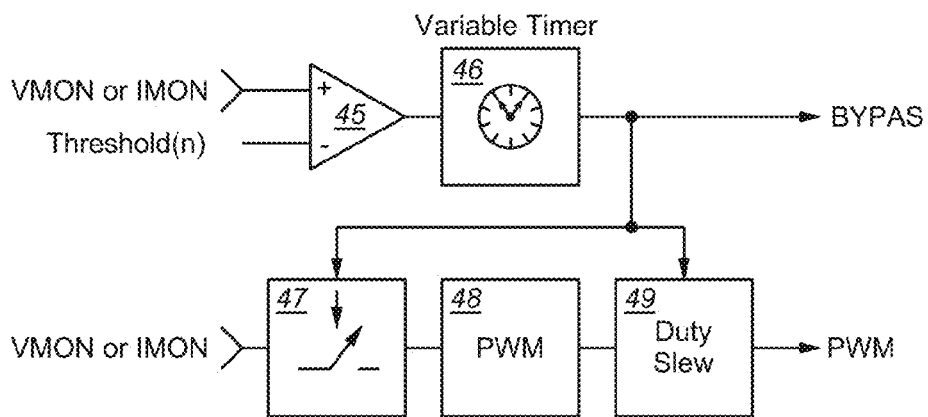 Variable Timer
VMON or IMON
+
45
46
BYPAS
Threshold(n)
-
47
48
49
VMON or IMON
PWM
Duty
Slew
PWM